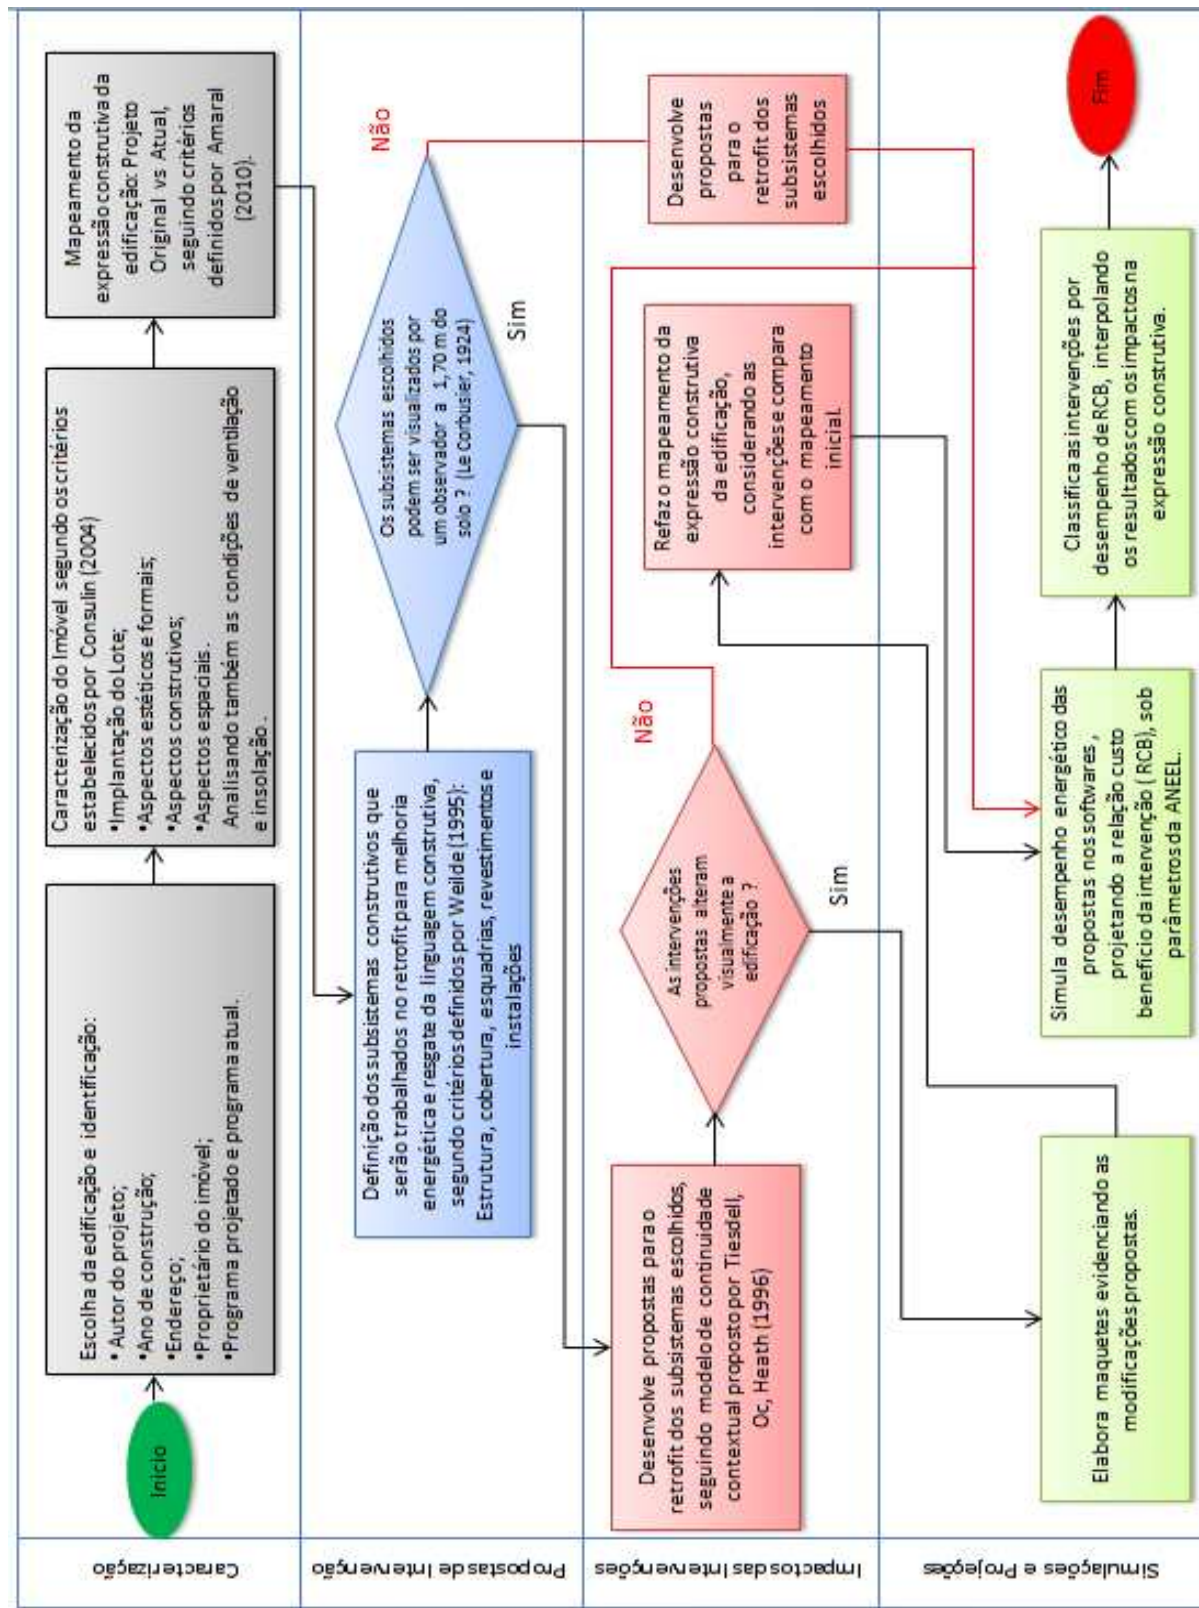 Caracterização
Início
Escolha da edificação e identificação:
• Autor do projeto;
•Ano de construção;
•Endereço;
•Proprietário do imóvel;
•Programa projetado e programa atual.
Caracterização do Imóvel segundo os critérios
estabelecidos por Consulin (2004)
•Implantação do Lote;
•Aspectos estéticos e formais;
•Aspectos construtivos;
•Aspectos espaciais.
Analisando também as condições de ventilação
e insolação.
Mapeamento da
expressão construtiva da
edificação: Projeto
Original vs Atual,
seguindo critérios
definidos por Amaral
(2010).
Propostas de Intervenção
Definição dos subsistemas construtivos que
serão trabalhados no retrofit para melhoria
energética e resgate da linguagem construtiva,
segundo critérios definidos por Weilde (1995):
Estrutura, cobertura, esquadrias, revestimentos e
instalações
Os subsistemas escolhidos
podem ser visualizados por
um observador a 1,70 m do
solo ? (Le Corbusier, 1924)
Não
Sim
Impactos das Intervenções
Desenvolve propostas para o
retrofit dos subsistemas escolhidos,
seguindo modelo de continuidade
contextual proposto por Tiesdell,
Oc, Heath (1996)
As intervenções
propostas alteram
visualmente a
edificação ?
Não
Sim
Refaz o mapeamento da
expressão construtiva
da edificação,
considerando as
intervenções e compara
com o mapeamento
inicial.
Desenvolve
propostas
para o
retrofit dos
subsistemas
escolhidos
Simulações e Projeções
Elabora maquetes evidenciando as
modificações propostas.
Simula desempenho energético das
propostas nos softwares ,
projetando a relação custo
benefício da intervenção ( RCB), sob
parâmetros da ANEEL.
Classifica as intervenções por
desempenho de RCB, interpolando
os resultados com os impactos na
expressão construtiva.
Fim